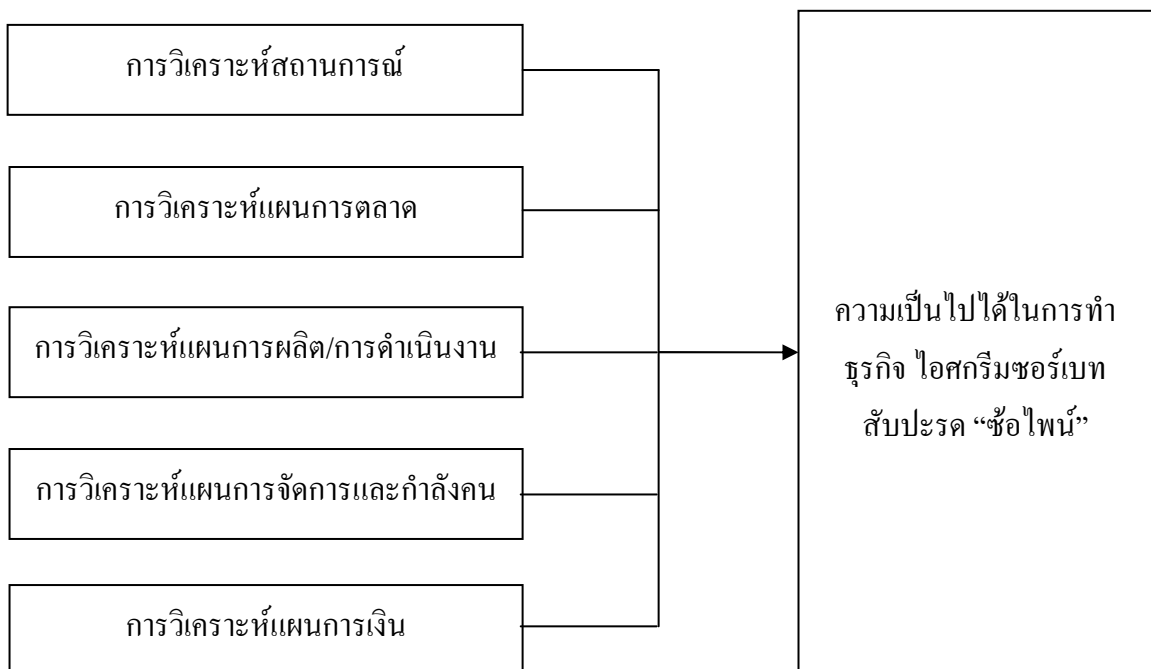 การวิเคราะห์สถานการณ์
การวิเคราะห์แผนการตลาด
การวิเคราะห์แผนการผลิต/การดำเนินงาน
การวิเคราะห์แผนการจัดการและกำลังคน
การวิเคราะห์แผนการเงิน
ความเป็นไปได้ในการทำ
ธุรกิจ ไอศกรีมซอร์เบท
สับปะรด “ซ้อไพน์”